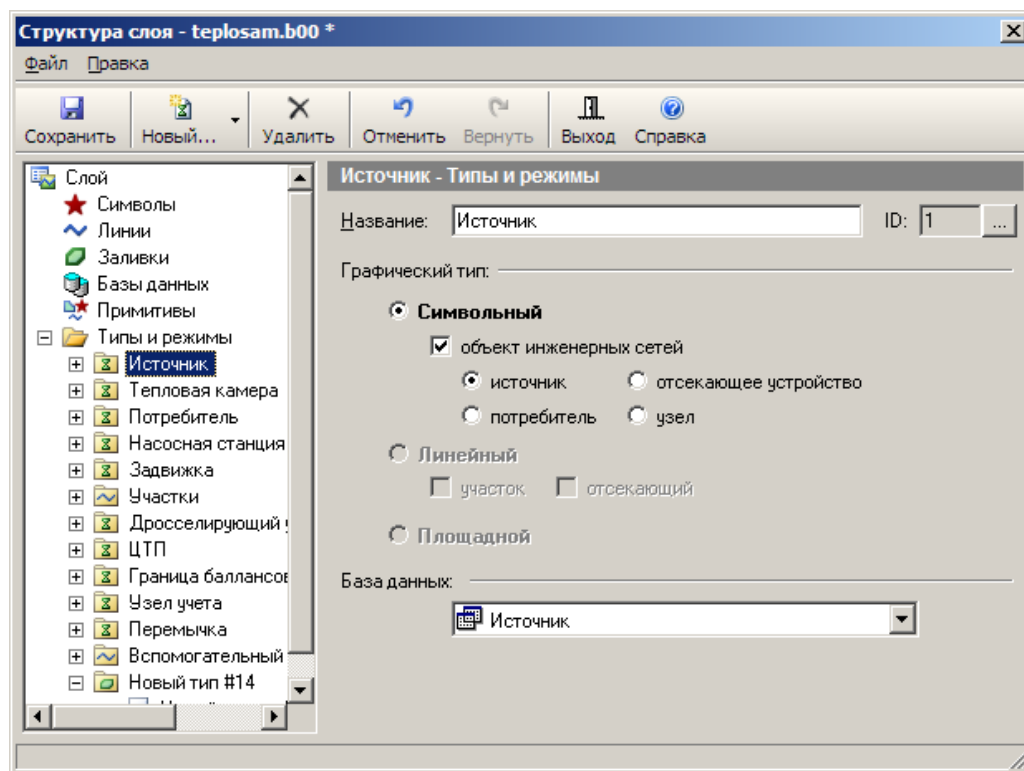 Структура слоя - teplosam.b00 *
Файл Правка
Сохранить Новый... Удалить Отменить Вернуть Выход Справка
Слой
Символы
Линии
Заливки
Базы данных
Примитивы
Типы и режимы
Источник
Тепловая камера
Потребитель
Насосная станция
Задвижка
Участки
Дросселирующий
ЦТП
Граница баллансов
Узел учета
Перемычка
Вспомогательный
Новый тип #14
Источник - Типы и режимы
Название: Источник ID: 1 ...
Графический тип:
Символьный
объект инженерных сетей
источник отсекающее устройство
потребитель узел
Линейный
участок отсекающий
Площадной
База данных:
Источник